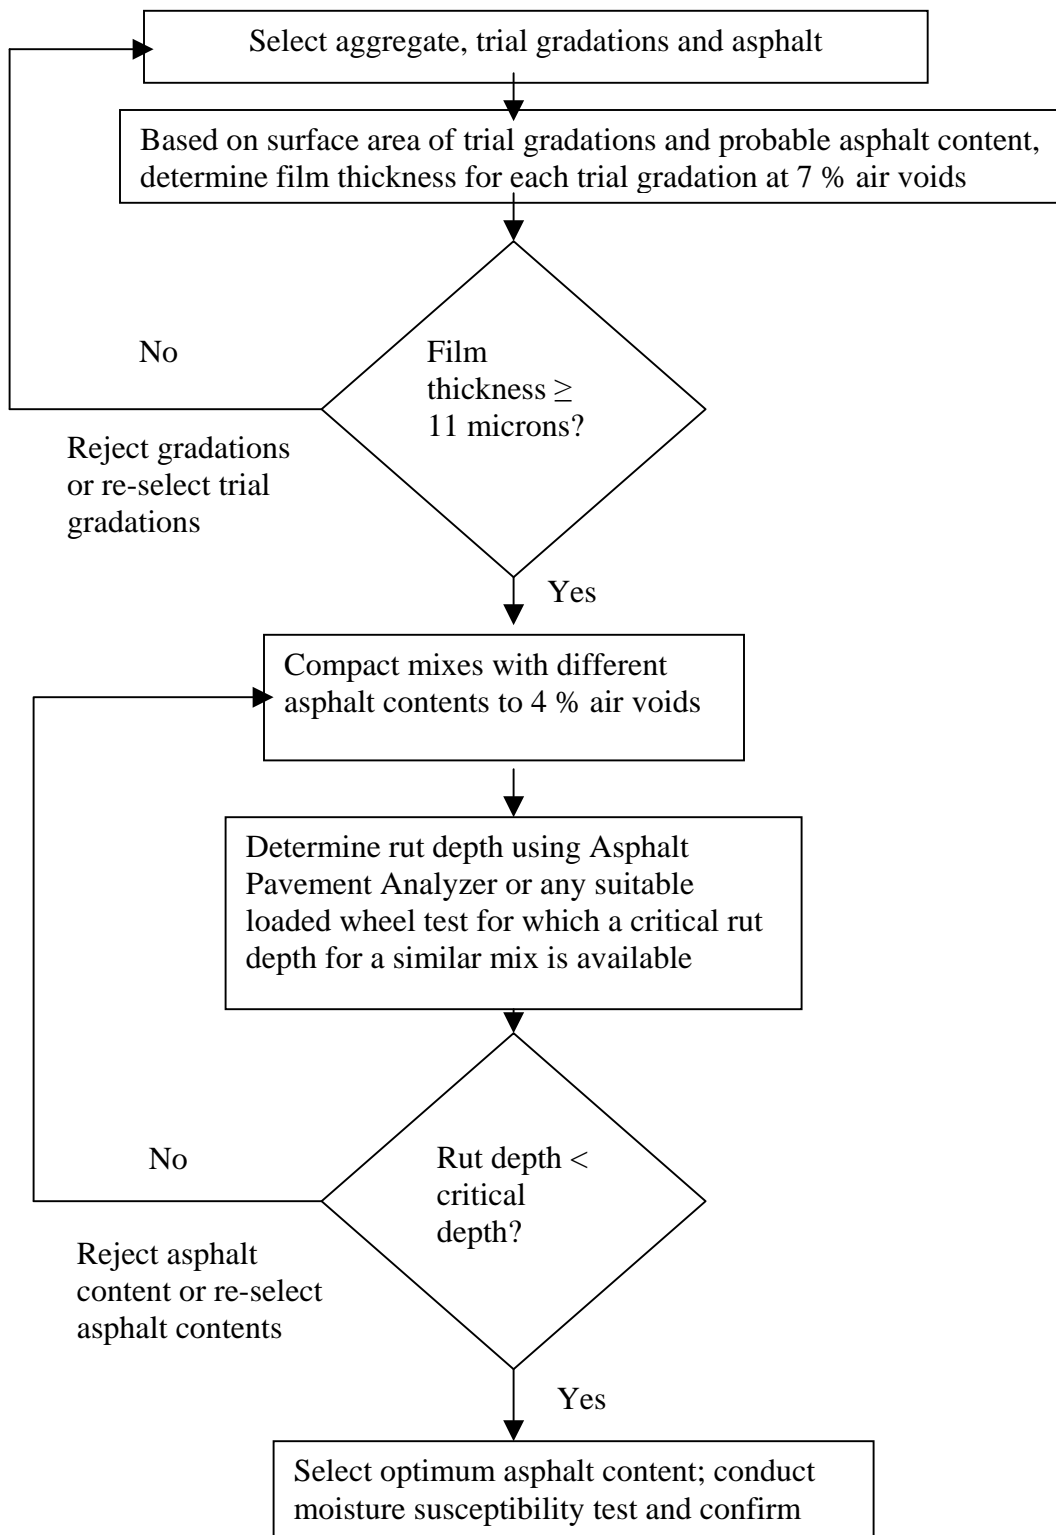 Select aggregate, trial gradations and asphalt
Based on surface area of trial gradations and probable asphalt content,
determine film thickness for each trial gradation at 7 % air voids
No
Film
thickness ≥
11 microns?
Reject gradations
or re-select trial
gradations
Yes
Compact mixes with different
asphalt contents to 4 % air voids
Determine rut depth using Asphalt
Pavement Analyzer or any suitable
loaded wheel test for which a critical rut
depth for a similar mix is available
No
Rut depth <
critical
depth?
Reject asphalt
content or re-select
asphalt contents
Yes
Select optimum asphalt content; conduct
moisture susceptibility test and confirm